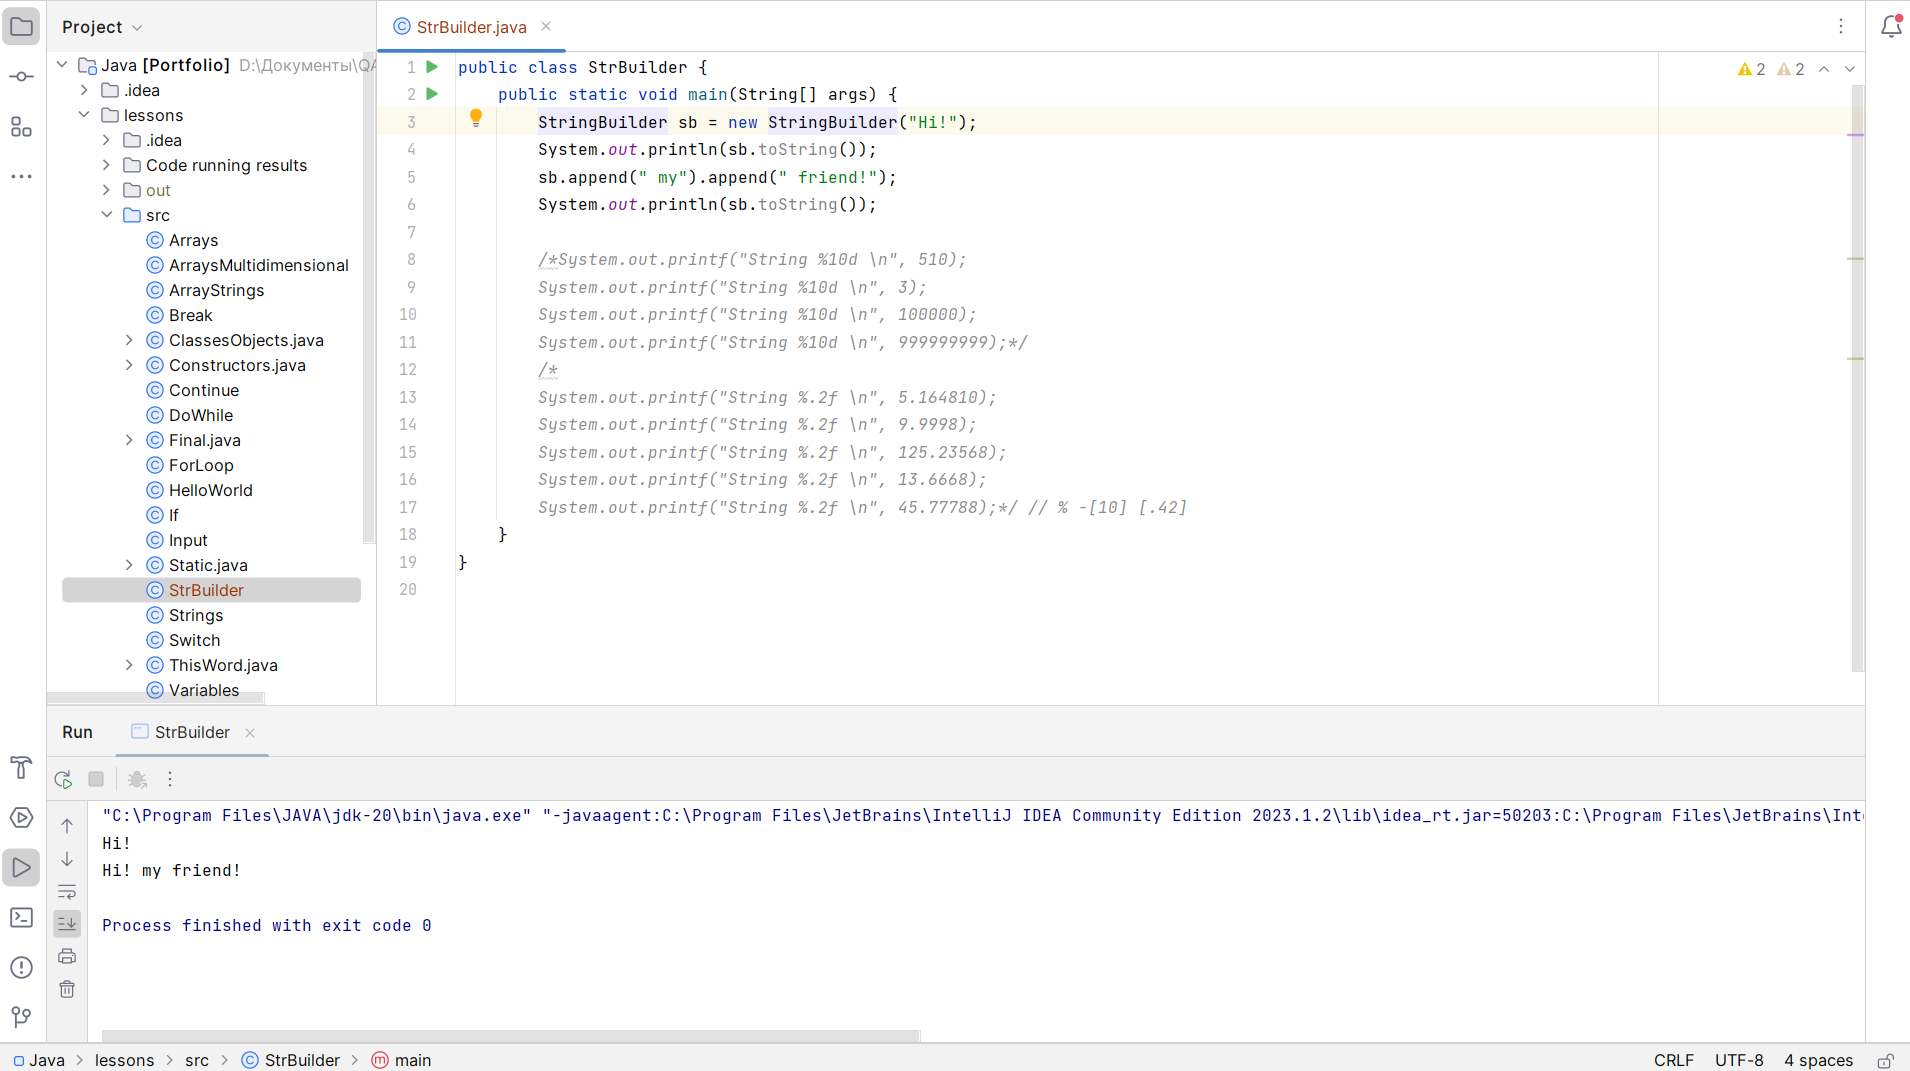 Project
StrBuilder.java
Java [Portfolio] D:\Документы\QA
.idea
lessons
.idea
Code running results
out
src
Arrays
ArraysMultidimensional
ArrayStrings
Break
ClassesObjects.java
Constructors.java
Continue
DoWhile
Final.java
ForLoop
HelloWorld
If
Input
Static.java
StrBuilder
Strings
Switch
ThisWord.java
Variables
2 2
1 public class StrBuilder {
2 public static void main(String[] args) {
3 StringBuilder sb = new StringBuilder("Hi!");
4 System.out.println(sb.toString());
5 sb.append(" my").append(" friend!");
6 System.out.println(sb.toString());
7
8 /*System.out.printf("String %10d \n", 510);
9 System.out.printf("String %10d \n", 3);
10 System.out.printf("String %10d \n", 100000);
11 System.out.printf("String %10d \n", 999999999);*/
12 /*
13 System.out.printf("String %.2f \n", 5.164810);
14 System.out.printf("String %.2f \n", 9.9998);
15 System.out.printf("String %.2f \n", 125.23568);
16 System.out.printf("String %.2f \n", 13.6668);
17 System.out.printf("String %.2f \n", 45.77788);*/ // % -[10] [.42]
18 }
19 }
20
Run StrBuilder
"C:\Program Files\JAVA\jdk-20\bin\java.exe" "-javaagent:C:\Program Files\JetBrains\IntelliJ IDEA Community Edition 2023.1.2\lib\idea_rt.jar=50203:C:\Program Files\JetBrains\Int
Hi!
Hi! my friend!
Process finished with exit code 0
Java > lessons > src > StrBuilder > main
CRLF UTF-8 4 spaces